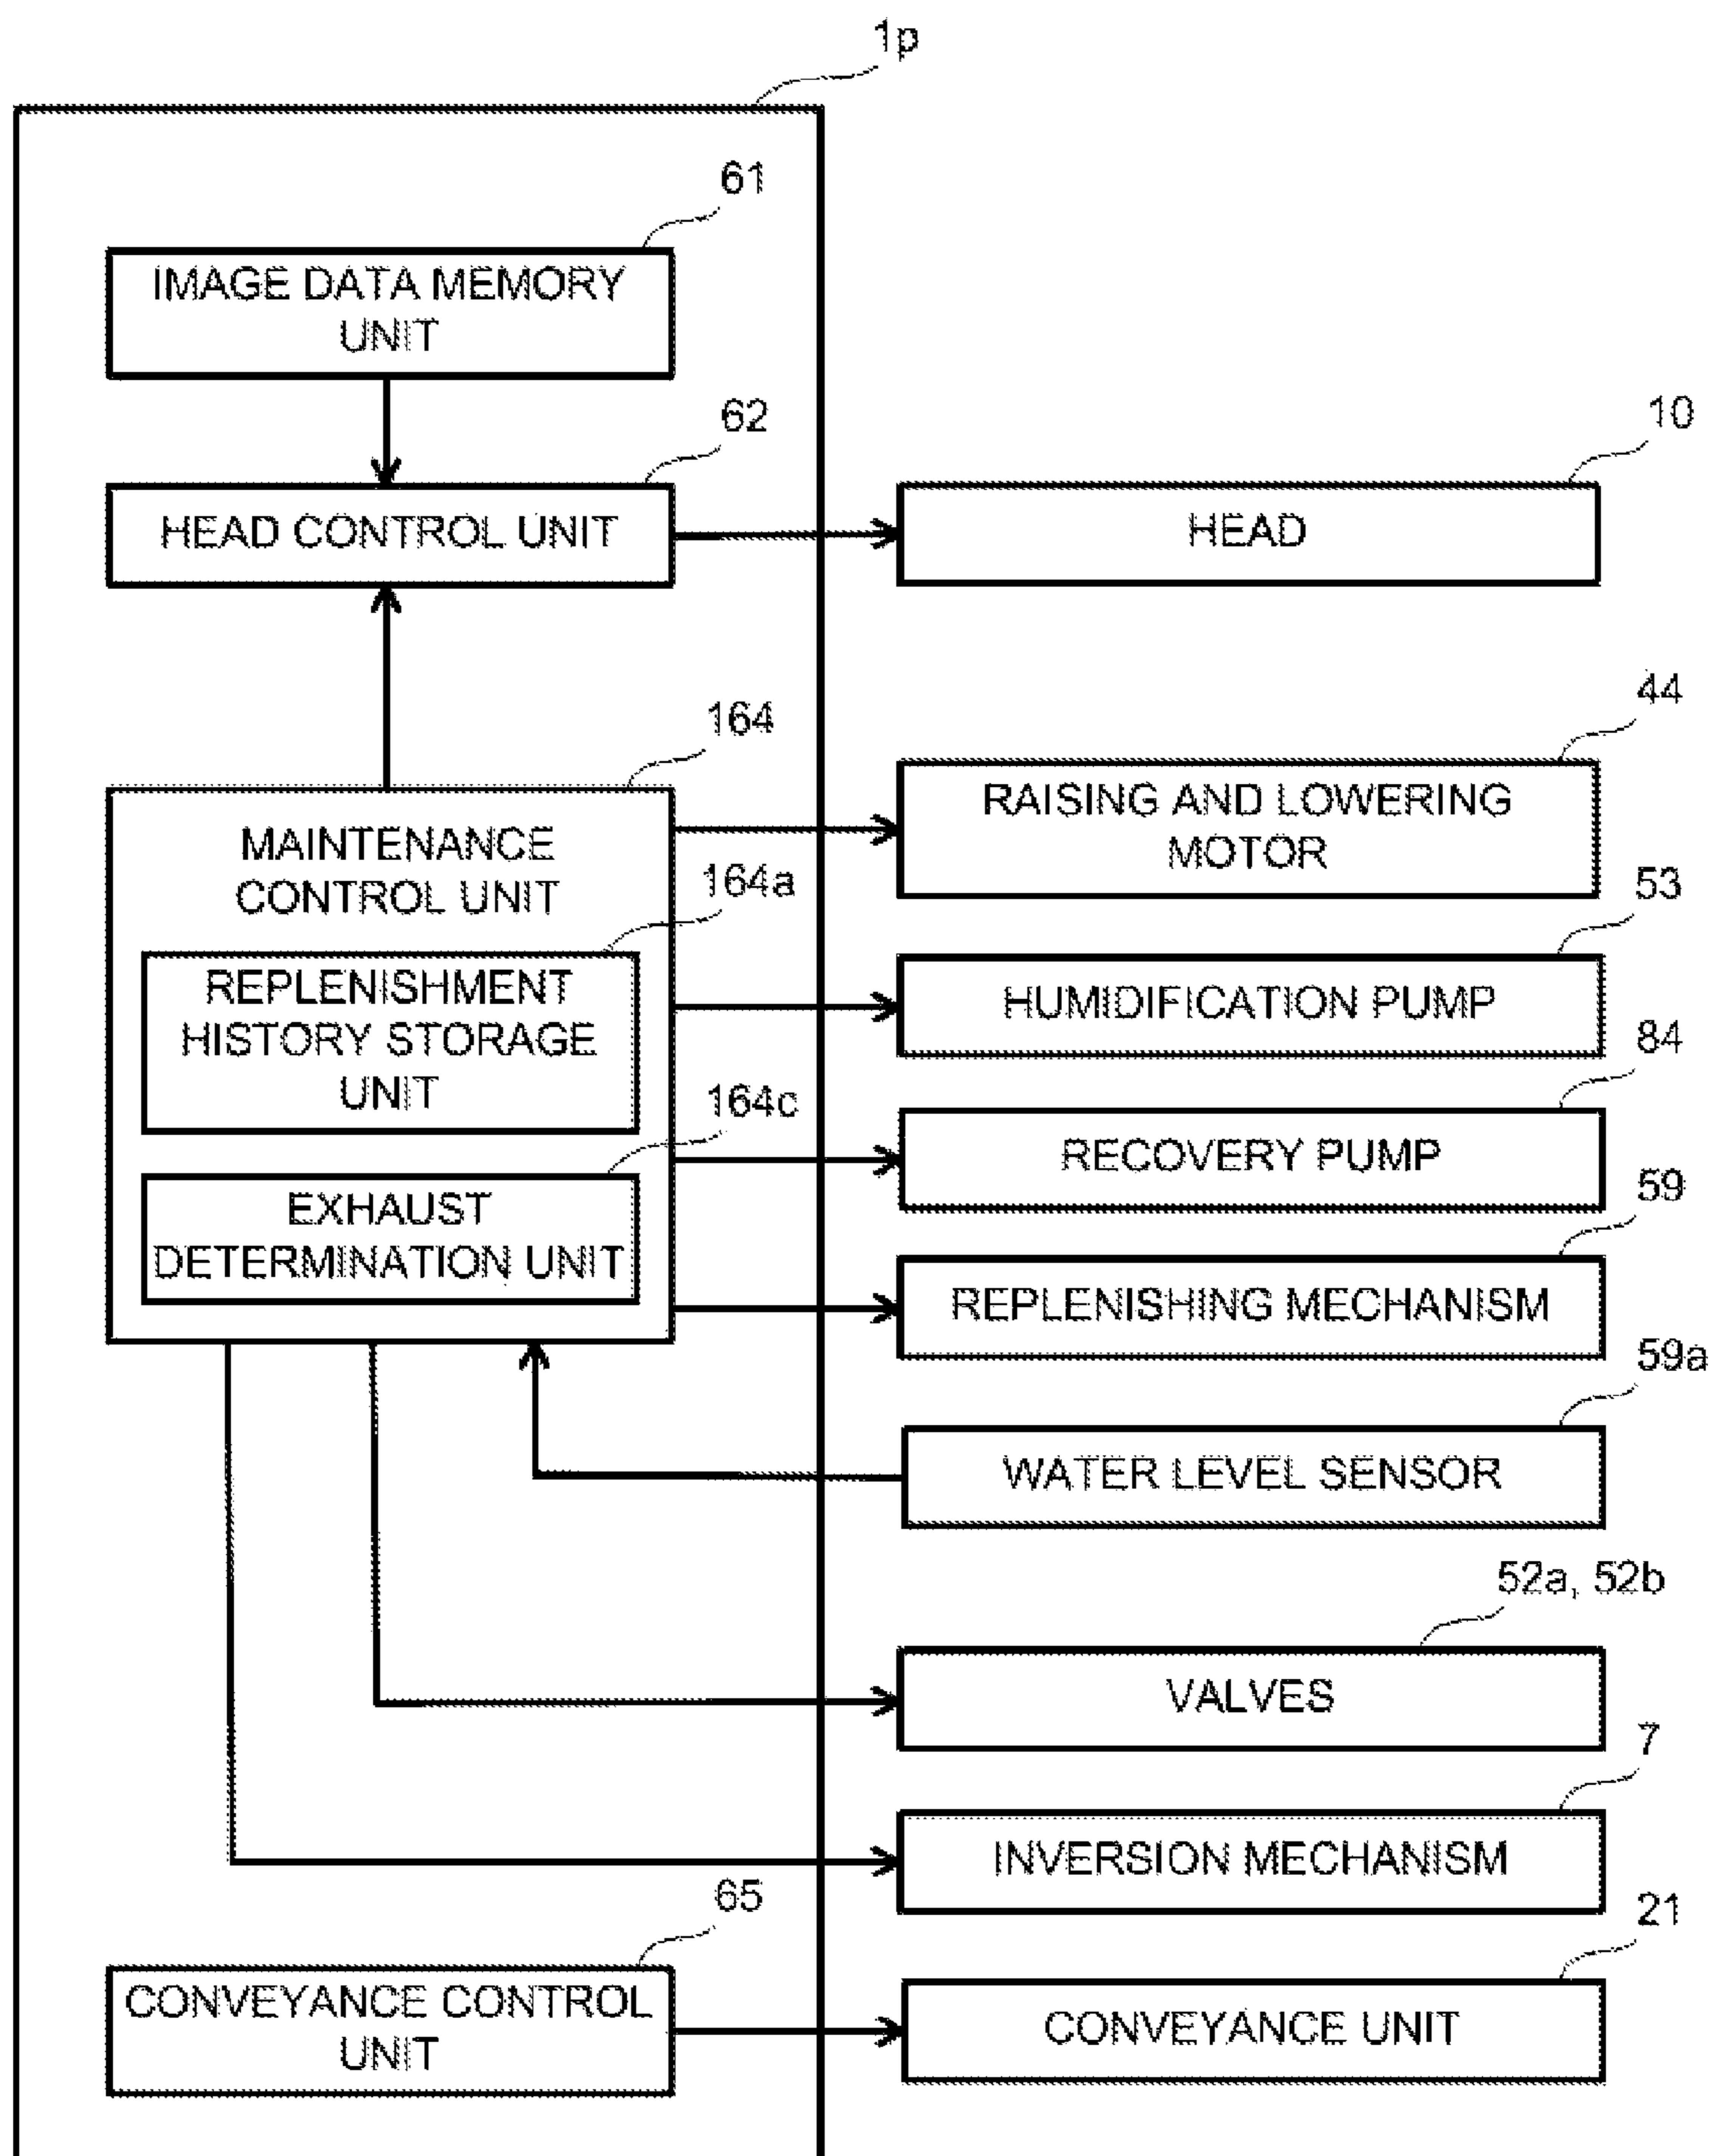 1p
61
IMAGE DATA MEMORY
UNIT
62
10
HEAD CONTROL UNIT
HEAD
44
164
RAISING AND LOWERING
MOTOR
MAINTENANCE
CONTROL UNIT
164a
53
REPLENISHMENT
HISTORY STORAGE
UNIT
HUMIDIFICATION PUMP
84
164c
RECOVERY PUMP
EXHAUST
DETERMINATION UNIT
59
REPLENISHING MECHANISM
59a
WATER LEVEL SENSOR
52a, 52b
VALVES
7
INVERSION MECHANISM
65
21
CONVEYANCE CONTROL
UNIT
CONVEYANCE UNIT